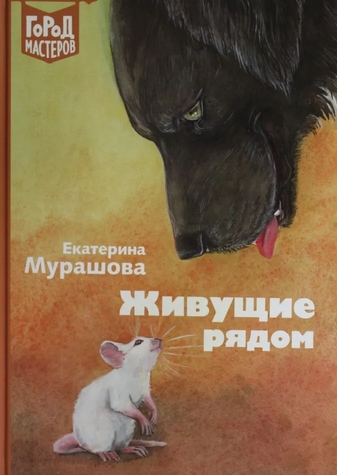 ГОРОД
МАСТЕРОВ
Екатерина
Мурашова
Живущие
рядом